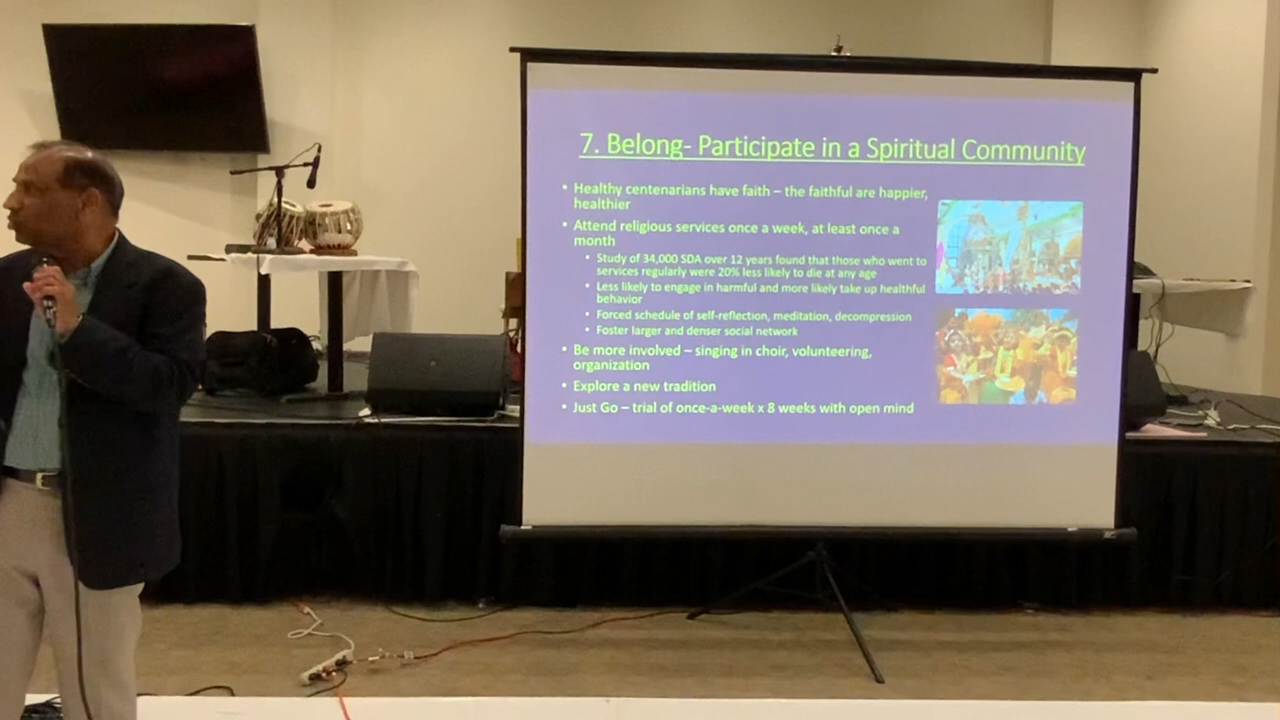 7. Belong- Participate in a Spiritual Community
• Healthy centenarians have faith – the faithful are happier,
healthier
• Attend religious services once a week, at least once a
month
• Study of 34,000 SDA over 12 years found that those who went to
services regularly were 20% less likely to die at any age
• Less likely to engage in harmful and more likely take up healthful
behavior
• Forced schedule of self-reflection, meditation, decompression
• Foster larger and denser social network
• Be more involved – singing in choir, volunteering,
organization
• Explore a new tradition
• Just Go – trial of once-a-week x 8 weeks with open mind